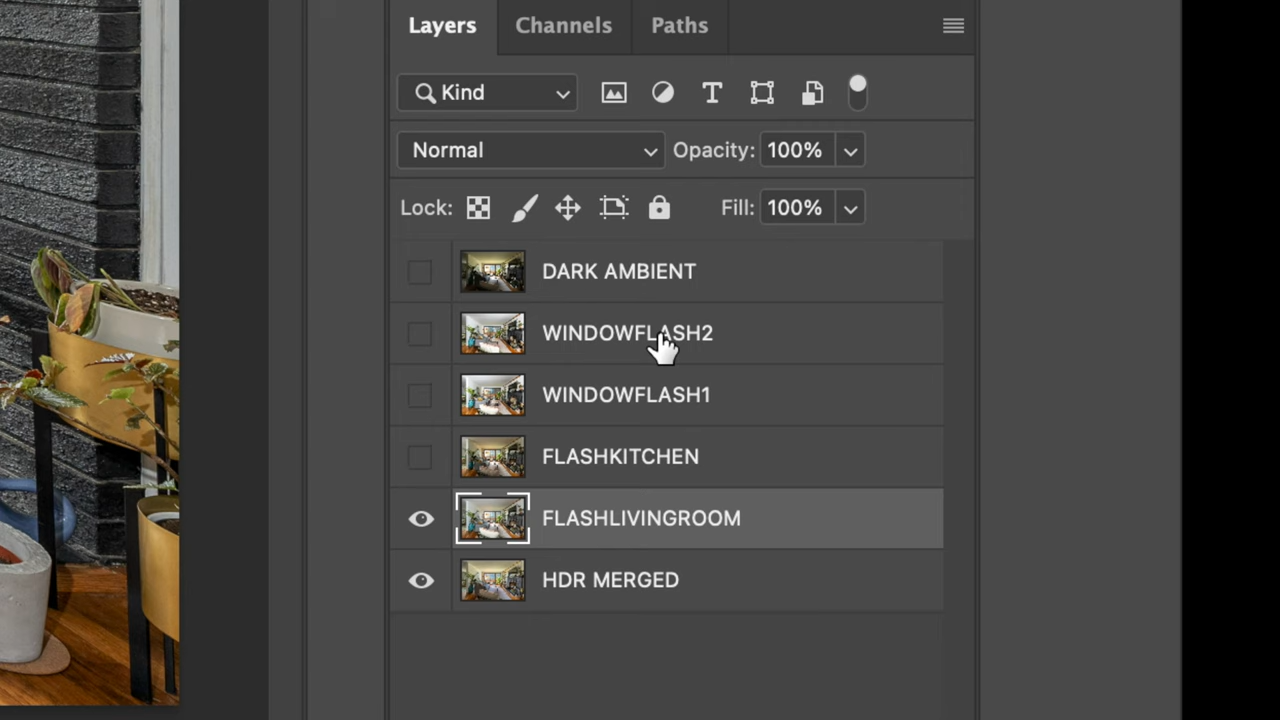 Layers Channels Paths
Kind
Normal Opacity: 100%
Lock: Fill: 100%
DARK AMBIENT
WINDOWFLASH2
WINDOWFLASH1
FLASHKITCHEN
FLASHLIVINGROOM
HDR MERGED